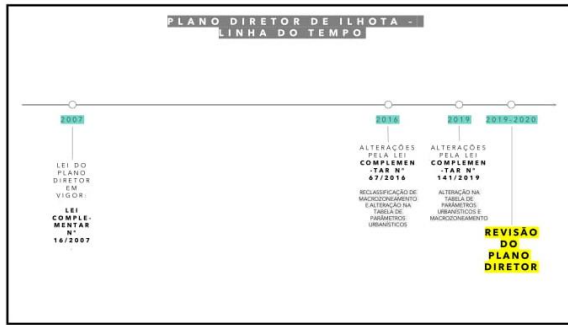 PLANO DIRETOR DE ILHOTA -
LINHA DO TEMPO
2007
LEI DO
PLANO
DIRETOR
EM
VIGOR:
LEI
COMPLE-
MENTAR
Nº
16/2007
2016
ALTERAÇÕES
PELA LEI
COMPLEMEN
-TAR Nº
67/2016
RECLASSIFICAÇÃO DE
MACROZONEAMENTO
E ALTERAÇÃO NA
TABELA DE
PARÂMETROS
URBANÍSTICOS
2019
ALTERAÇÕES
PELA LEI
COMPLEMEN
-TAR Nº
141/2019
ALTERAÇÃO NA
TABELA DE
PARÂMETROS
URBANÍSTICOS E
MACROZONEAMENTO
2019-2020
REVISÃO
DO
PLANO
DIRETOR